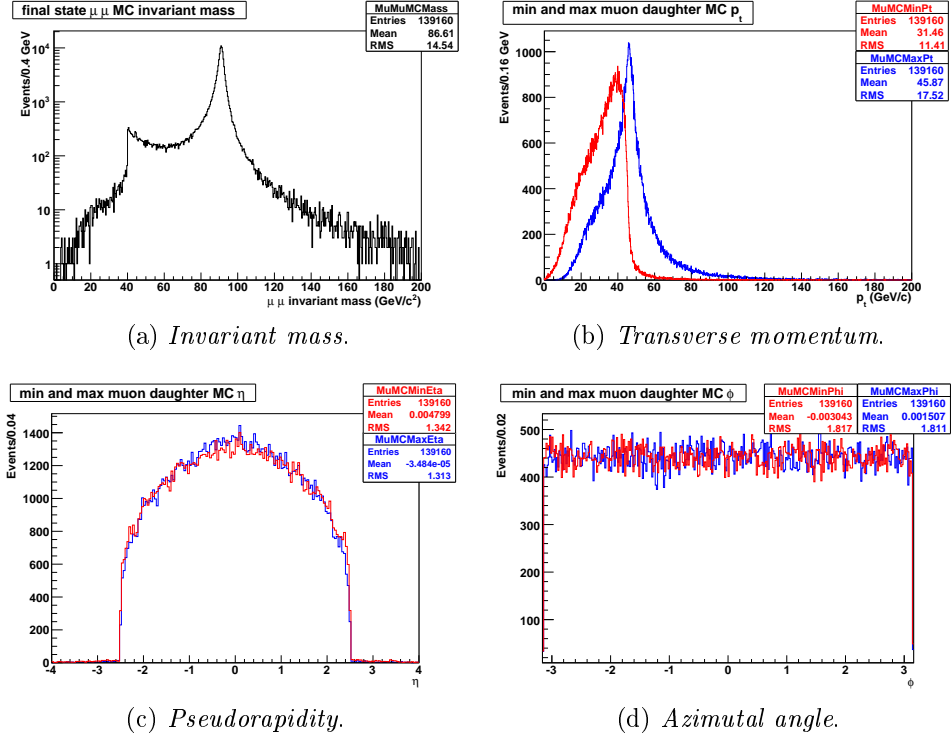 final state μ μ MC invariant mass
MuMuMCMass
Entries 139160
Mean 86.61
RMS 14.54
Events/0.4 GeV
10^4
10^3
10^2
10
1
0 20 40 60 80 100 120 140 160 180 200
μ μ invariant mass (GeV/c^2)
(a) Invariant mass.
min and max muon daughter MC p_t
MuMCMinPt
Entries 139160
Mean 31.46
RMS 11.41
MuMCMaxPt
Entries 139160
Mean 45.87
RMS 17.52
Events/0.16 GeV
1000
800
600
400
200
0
0 20 40 60 80 100 120 140 160 180 200
p_t (GeV/c)
(b) Transverse momentum.
min and max muon daughter MC η
MuMCMinEta
Entries 139160
Mean 0.004799
RMS 1.342
MuMCMaxEta
Entries 139160
Mean -3.484e-05
RMS 1.313
Events/0.04
1400
1200
1000
800
600
400
200
0
-4 -3 -2 -1 0 1 2 3 4
η
(c) Pseudorapidity.
min and max muon daughter MC ϕ
MuMCMinPhi
Entries 139160
Mean -0.003043
RMS 1.817
MuMCMaxPhi
Entries 139160
Mean 0.001507
RMS 1.811
Events/0.02
500
400
300
200
100
-3 -2 -1 0 1 2 3
ϕ
(d) Azimutal angle.